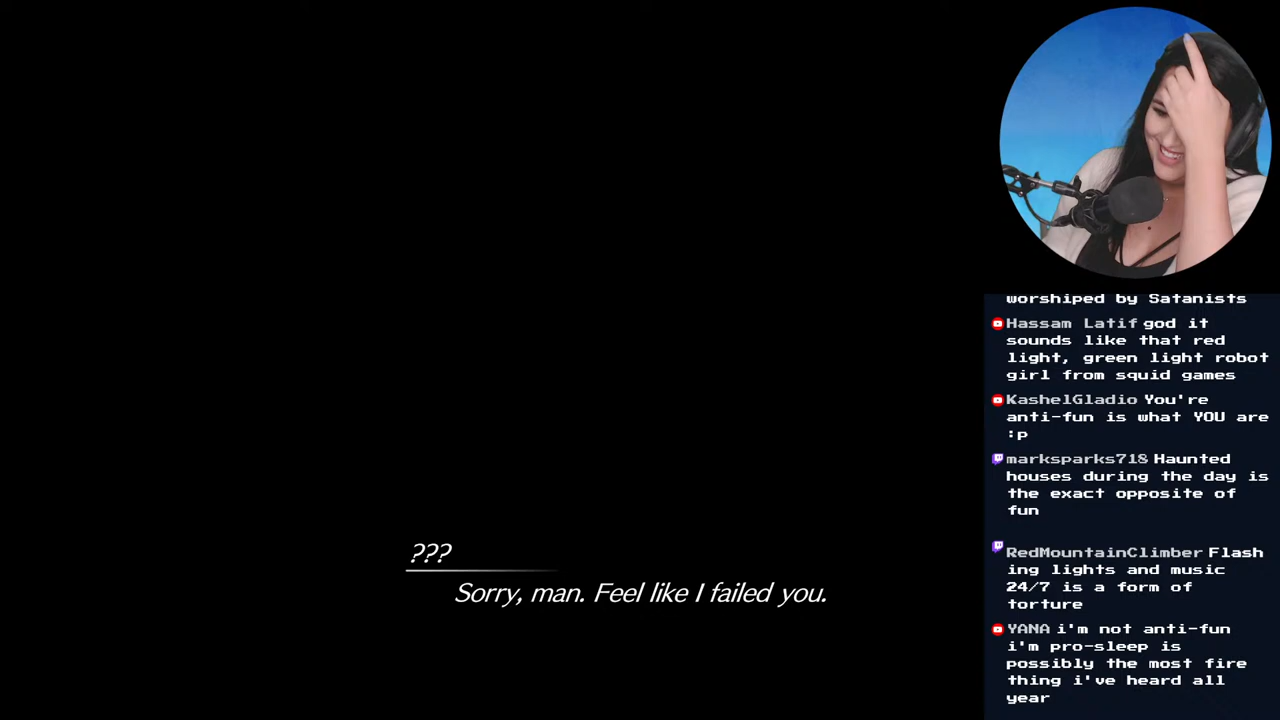 ???
Sorry, man. Feel like I failed you.
worshiped by Satanists
Hassam Latif god it
sounds like that red
light, green light robot
girl from squid games
KashelGladio You're
anti-fun is what YOU are
:p
marksparks718 Haunted
houses during the day is
the exact opposite of
fun
RedMountainClimber Flash
ing lights and music
24/7 is a form of
torture
YANA i'm not anti-fun
i'm pro-sleep is
possibly the most fire
thing i've heard all
year